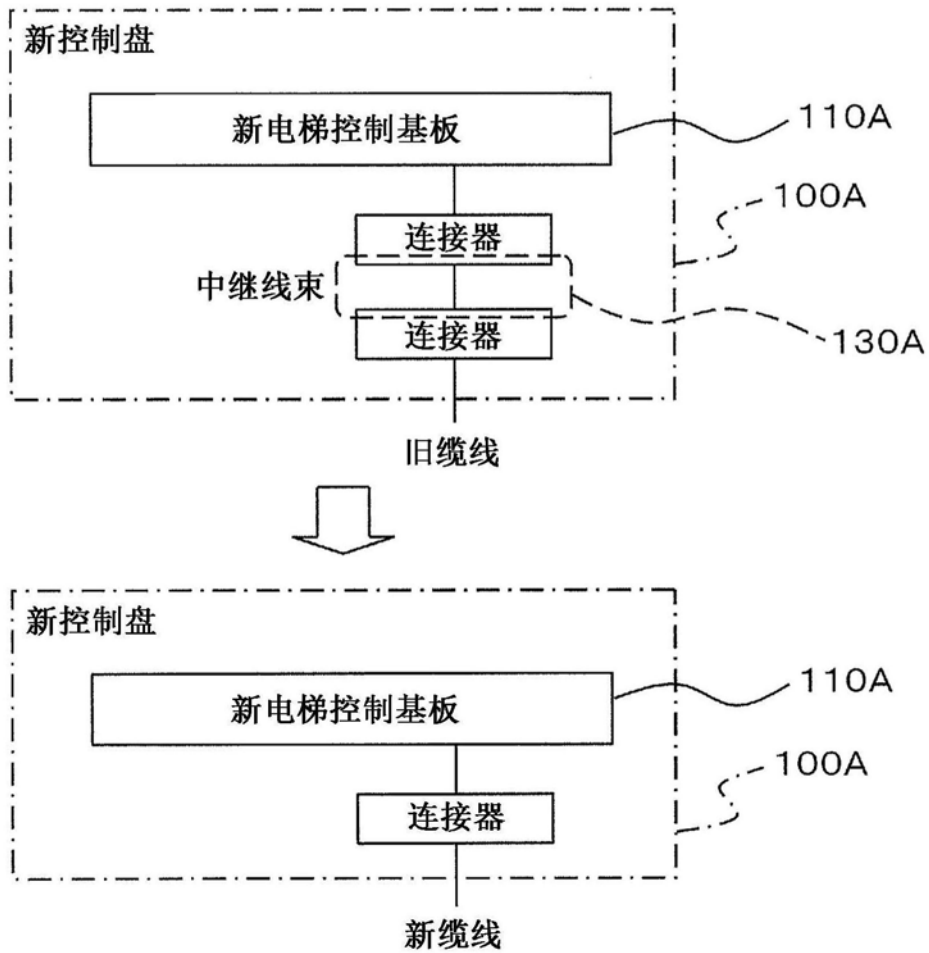 新控制盘
新电梯控制基板
110A
100A
连接器
中继线束
连接器
130A
旧缆线
新控制盘
新电梯控制基板
110A
100A
连接器
新缆线